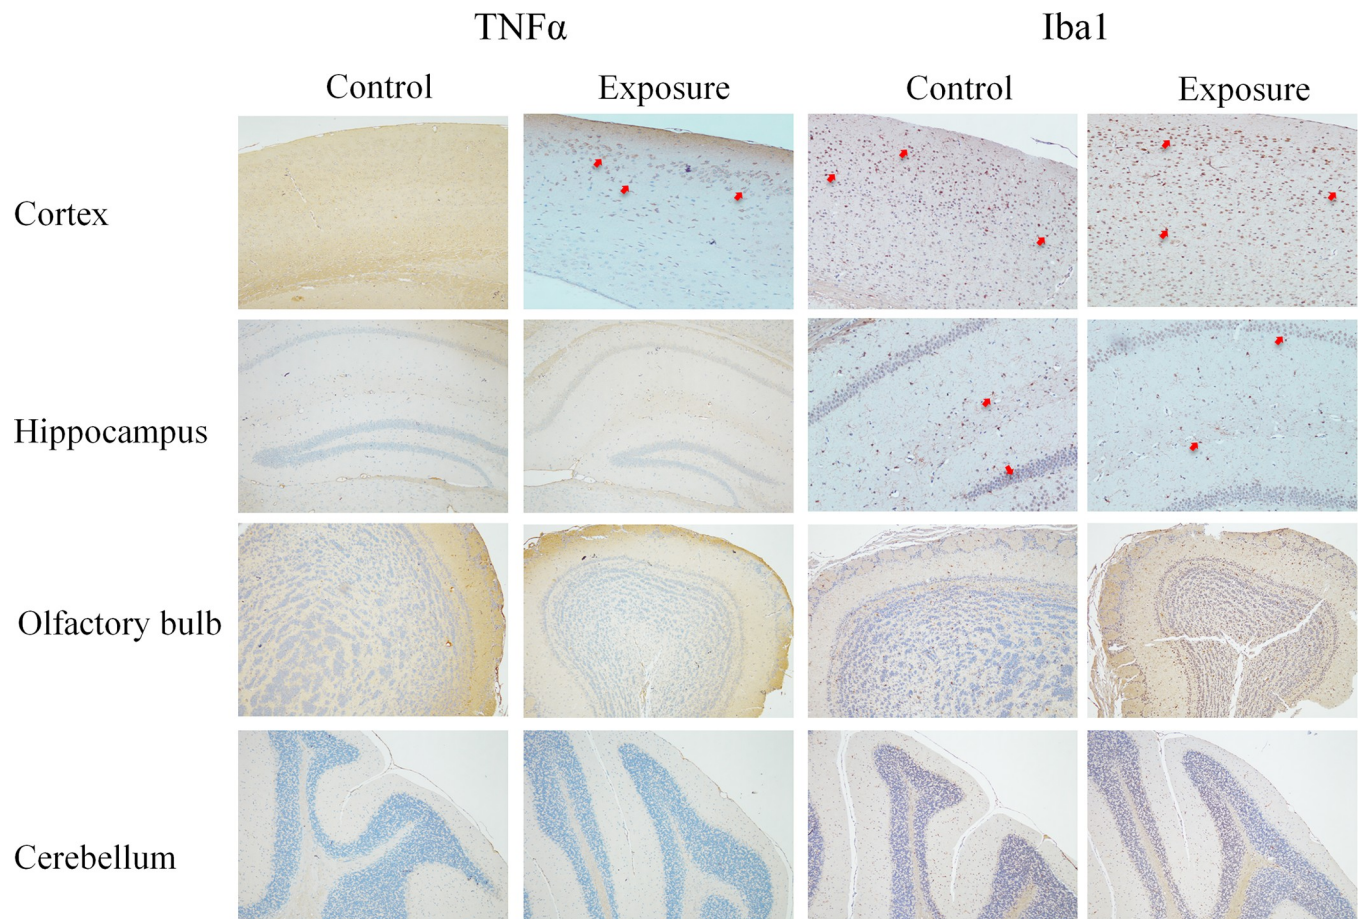 TNFα Iba1
Control Exposure Control Exposure
Cortex
Hippocampus
Olfactory bulb
Cerebellum